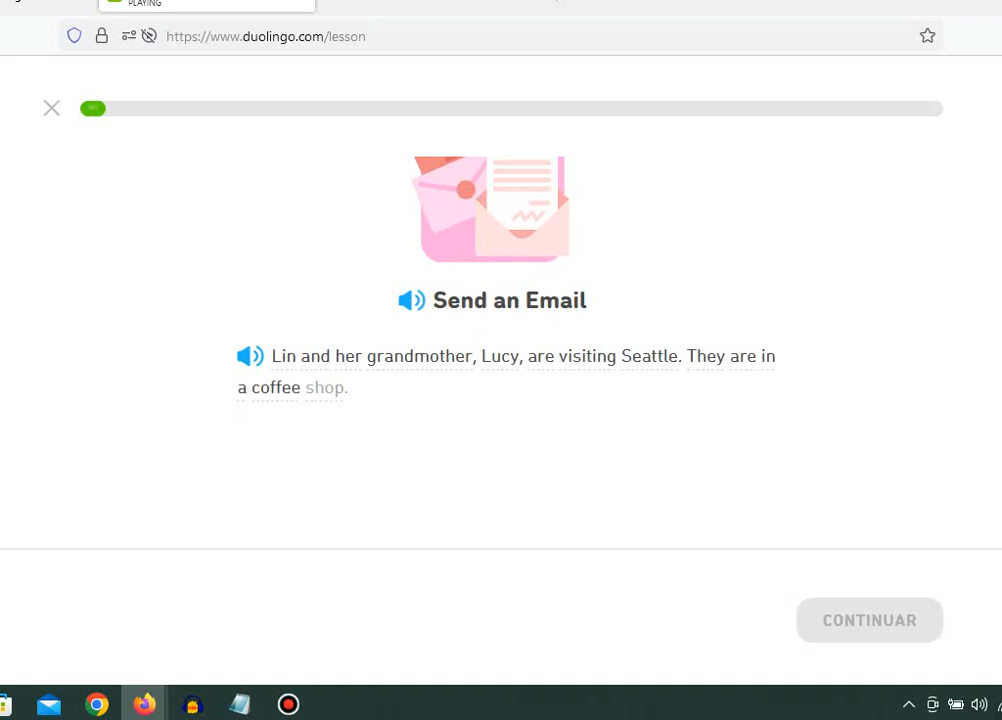 PLAYING
https://www.duolingo.com/lesson
Send an Email
Lin and her grandmother, Lucy, are visiting Seattle. They are in
a coffee shop.
CONTINUAR